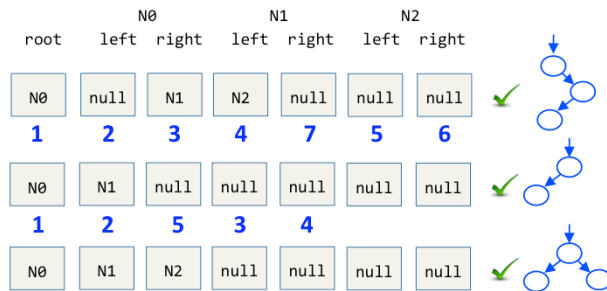 N0 N1 N2
root left right left right left right
N0 null N1 N2 null null null
1 2 3 4 7 5 6
N0 N1 null null null null null
1 2 5 3 4
N0 N1 N2 null null null null